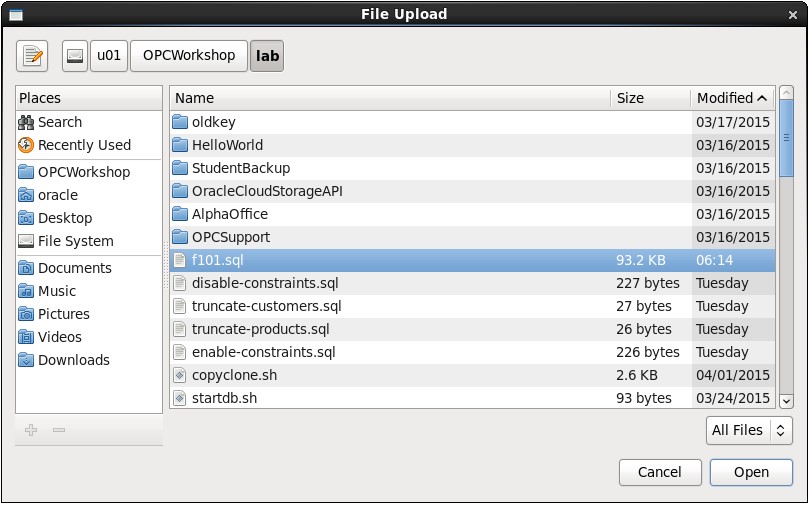 File Upload
u01 OPCWorkshop lab
Places
Search
Recently Used
OPCWorkshop
oracle
Desktop
File System
Documents
Music
Pictures
Videos
Downloads
Name Size Modified
oldkey 03/17/2015
HelloWorld 03/16/2015
StudentBackup 03/16/2015
OracleCloudStorageAPI 03/16/2015
AlphaOffice 03/16/2015
OPCSupport 03/16/2015
f101.sql 93.2 KB 06:14
disable-constraints.sql 227 bytes Tuesday
truncate-customers.sql 27 bytes Tuesday
truncate-products.sql 26 bytes Tuesday
enable-constraints.sql 226 bytes Tuesday
copyclone.sh 2.6 KB 04/01/2015
startdb.sh 93 bytes 03/24/2015
All Files
Cancel Open